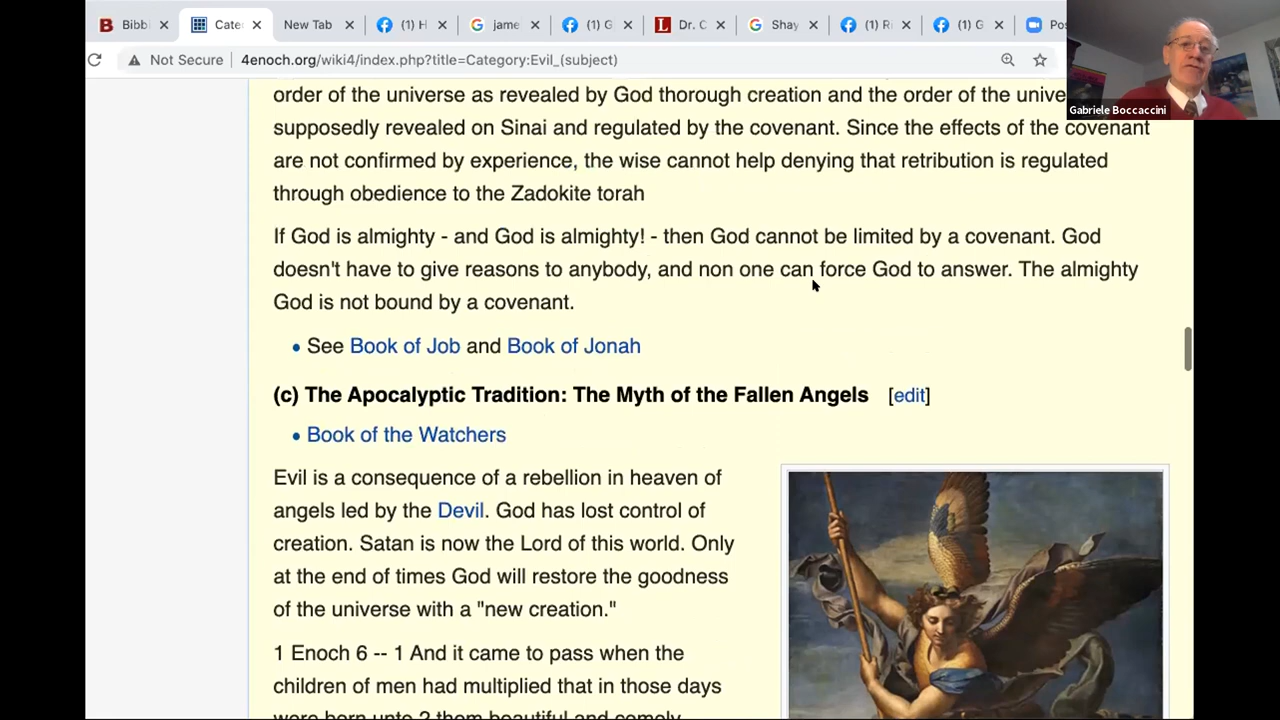 Bibbi
Cate
New Tab
(1) H
jame
(1) G
Dr. C
Shay
(1) Ri
(1) G
Not Secure
4enoch.org/wiki4/index.php?title=Category:Evil_(subject)
Gabriele Boccaccini
order of the universe as revealed by God thorough creation and the order of the unive
supposedly revealed on Sinai and regulated by the covenant. Since the effects of the covenant
are not confirmed by experience, the wise cannot help denying that retribution is regulated
through obedience to the Zadokite torah
If God is almighty - and God is almighty! - then God cannot be limited by a covenant. God
doesn't have to give reasons to anybody, and non one can force God to answer. The almighty
God is not bound by a covenant.
• See Book of Job and Book of Jonah
(c) The Apocalyptic Tradition: The Myth of the Fallen Angels [edit]
• Book of the Watchers
Evil is a consequence of a rebellion in heaven of
angels led by the Devil. God has lost control of
creation. Satan is now the Lord of this world. Only
at the end of times God will restore the goodness
of the universe with a "new creation."
1 Enoch 6 -- 1 And it came to pass when the
children of men had multiplied that in those days
were born unto 2 them beautiful and comely